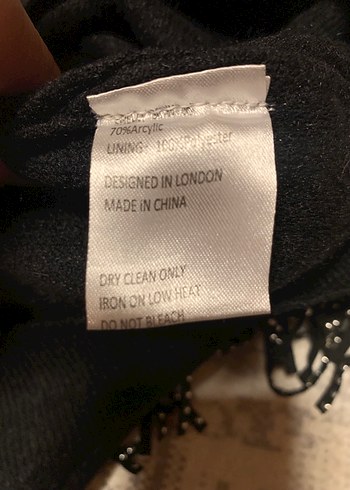 70%Arcylic
LINING: 100%Polyester
DESIGNED IN LONDON
MADE IN CHINA
DRY CLEAN ONLY
IRON ON LOW HEAT
DO NOT BLEACH